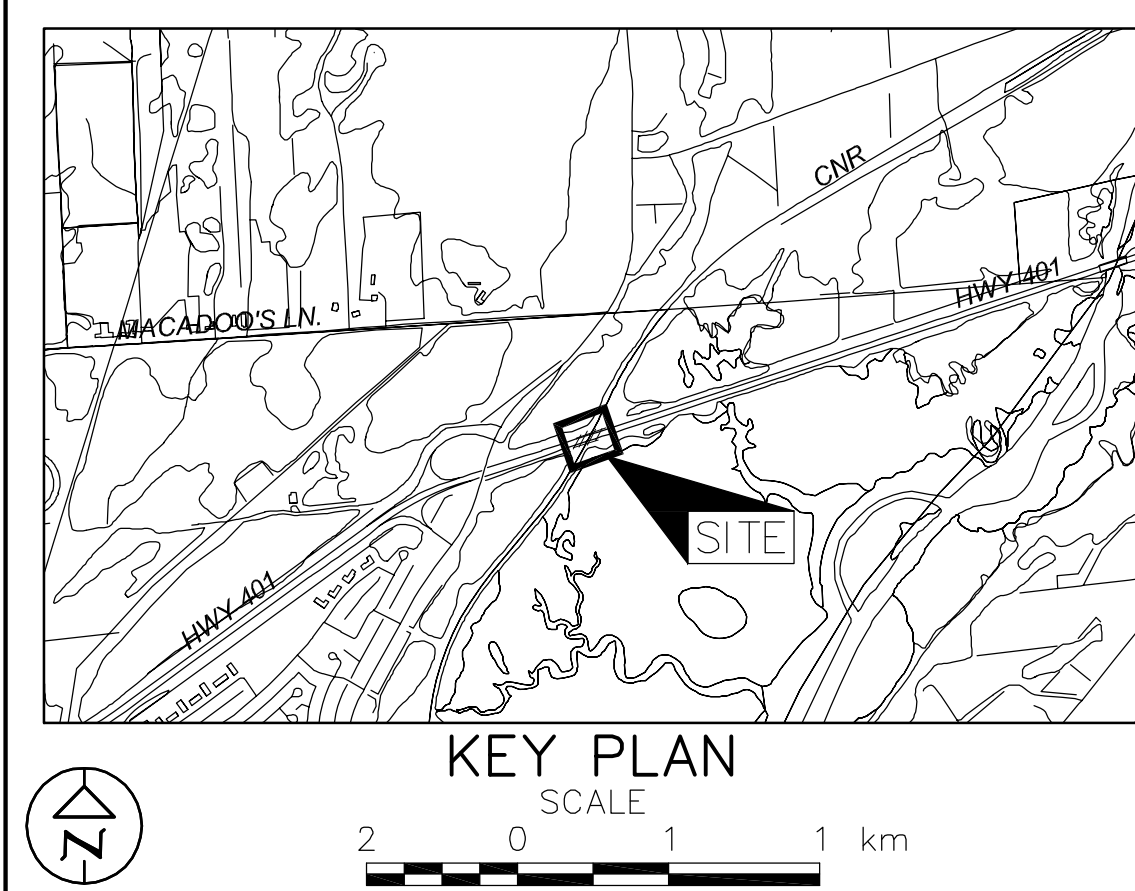 CNR
HWY 401
MACADOO'S LN.
SITE
HWY 401
KEY PLAN
SCALE
2 0 1 1 km
N